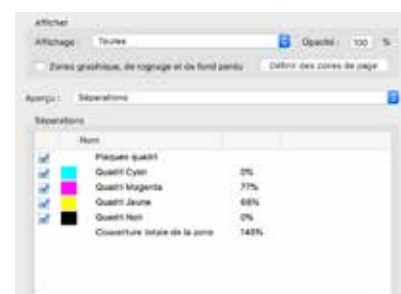 Afficher
Affichage : Toutes Opacité : 100 %
Zones graphique, de rognage et de fond perdu Définir des zones de page
Aperçu : Séparations
Séparations
Nom
Plaques quadri
Quadri Cyan 0%
Quadri Magenta 77%
Quadri Jaune 68%
Quadri Noir 0%
Couverture totale de la zone 145%